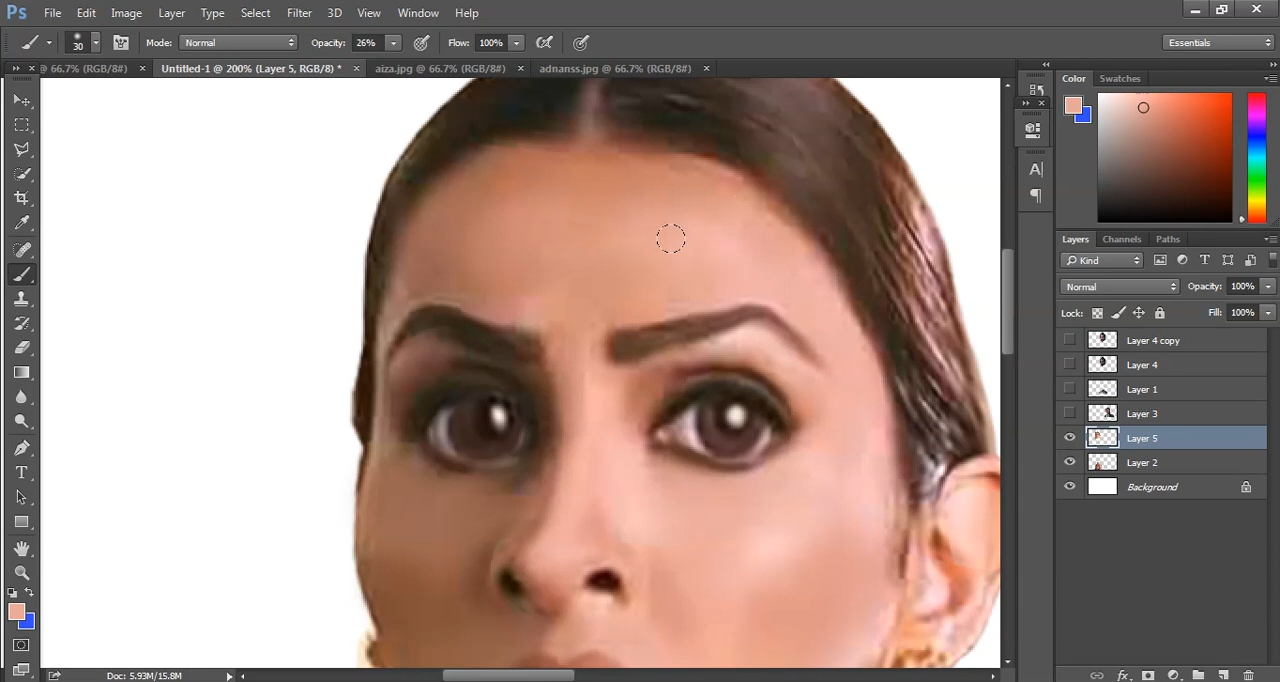 Ps File Edit Image Layer Type Select Filter 3D View Window Help
30 Mode: Normal Opacity: 26% Flow: 100% Essentials
@ 66.7% (RGB/8#) × Untitled-1 @ 200% (Layer 5, RGB/8) * × aiza.jpg @ 66.7% (RGB/8#) × adnanss.jpg @ 66.7% (RGB/8#) ×
Color Swatches
Layers Channels Paths
Kind
Normal Opacity: 100%
Lock: Fill: 100%
Layer 4 copy
Layer 4
Layer 1
Layer 3
Layer 5
Layer 2
Background
Doc: 5.93M/15.8M